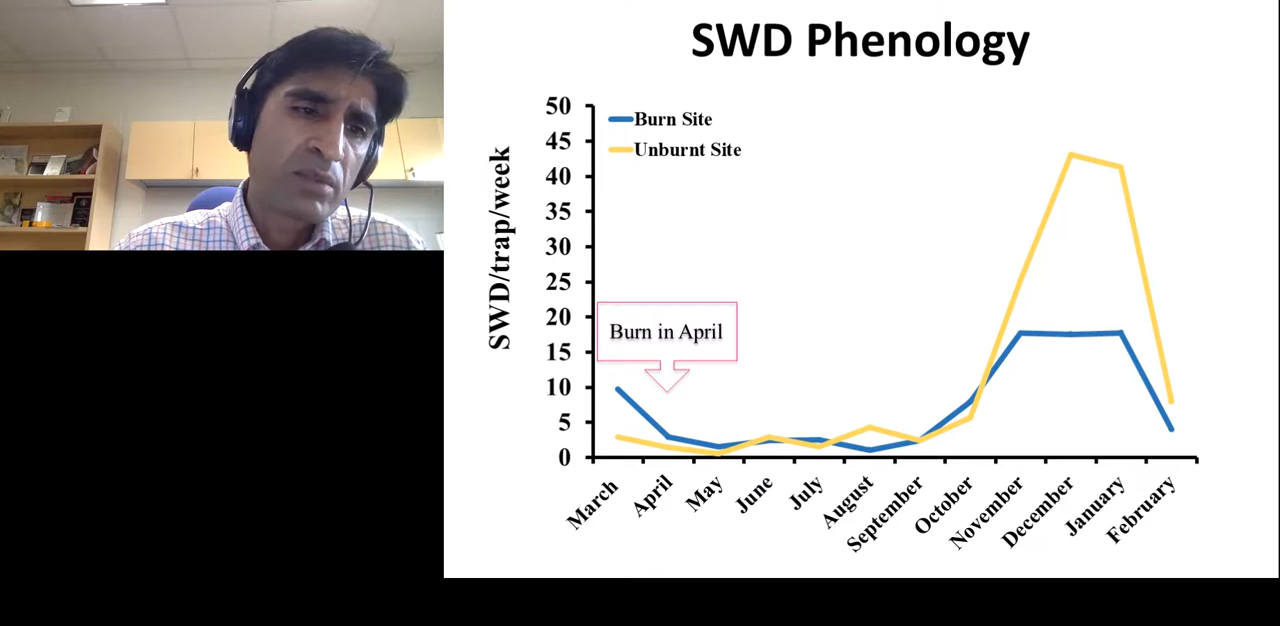 SWD Phenology
SWD/trap/week
50
45
40
35
30
25
20
15
10
5
0
Burn Site
Unburnt Site
Burn in April
March
April
May
June
July
August
September
October
November
December
January
February